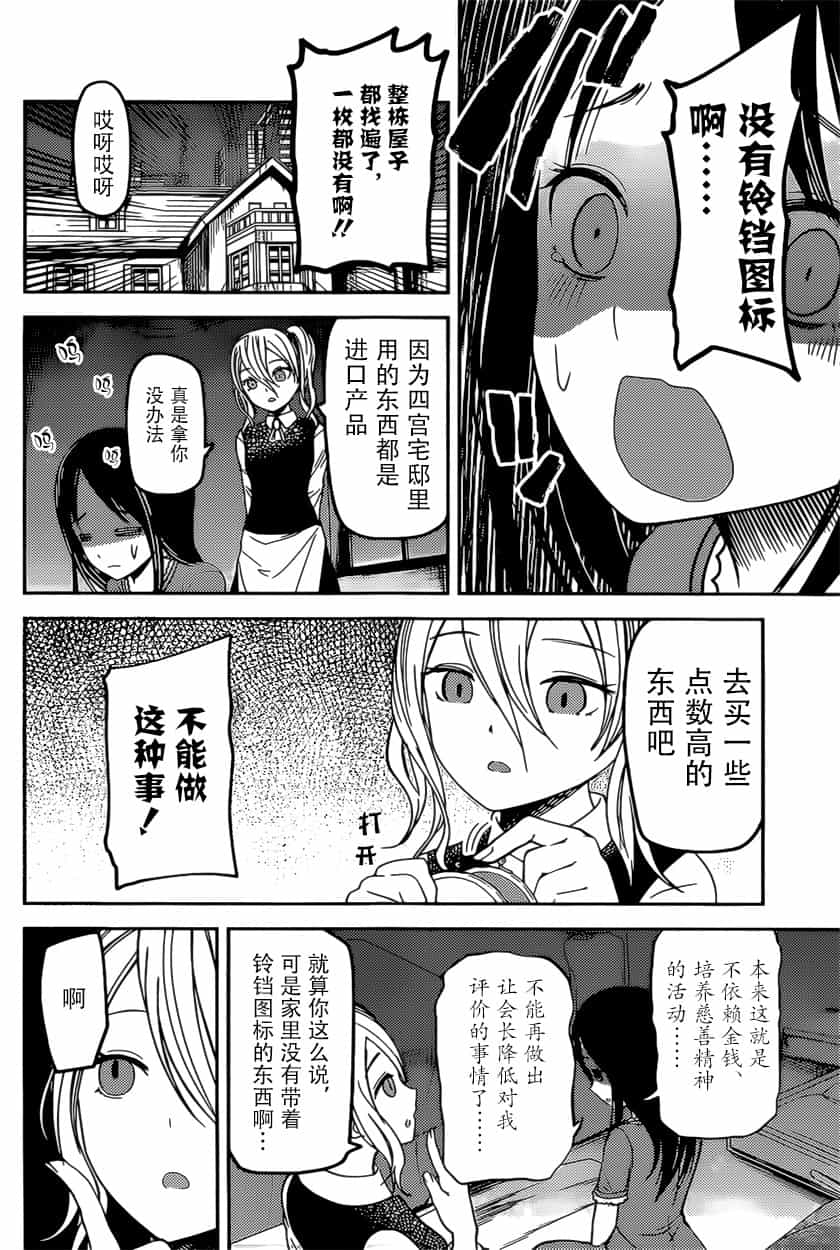 没有铃铛图标
啊……
整栋屋子
都找遍了，
一枚都没有啊!!
哎呀哎呀
因为四宫宅邸里
用的东西都是
进口产品
真是拿你
没办法
呜
呜
呜
去买一些
点数高的
东西吧
打开
不能做
这种事！
本来这就是
不依赖金钱、
培养慈善精神
的活动……
不能再做出
让会长降低对我
评价的事情了……
就算你这么说，
可是家里没有带着
铃铛图标的东西啊……
啊